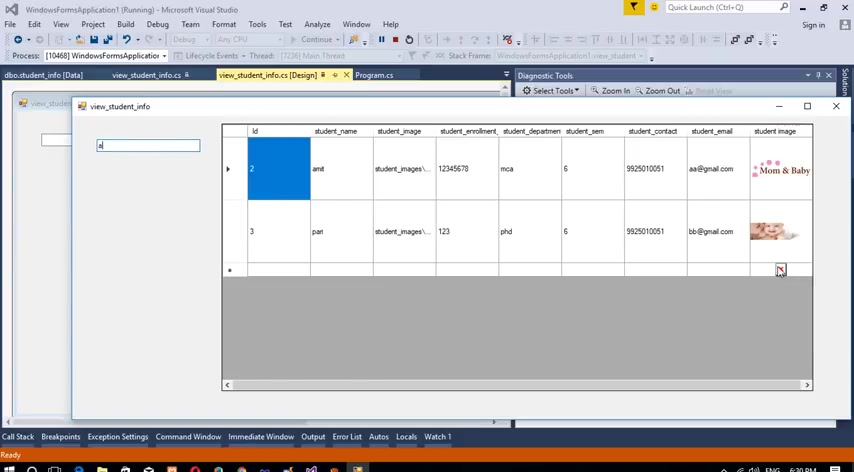 WindowsFormsApplication1 (Running) - Microsoft Visual Studio
Quick Launch (Ctrl+Q)
File Edit View Project Build Debug Team Format Tools Test Analyze Window Help
Sign in
Debug Any CPU Continue
Process: [10468] WindowsFormsApplication Lifecycle Events Thread: [7236] Main Thread Stack Frame: WindowsFormsApplication1.view_student
dbo.student_info [Data] view_student_info.cs view_student_info.cs [Design] Program.cs
Diagnostic Tools
Select Tools Zoom In Zoom Out Reset View
Solution
view_student_info
a
Id student_name student_image student_enrollment_ student_department student_sem student_contact student_email student image
2 amit student_images\... 12345678 mca 6 9925010051 aa@gmail.com Mom & Baby
3 pari student_images\... 123 phd 6 9925010051 bb@gmail.com
Call Stack Breakpoints Exception Settings Command Window Immediate Window Output Error List Autos Locals Watch 1
Ready
ENG 6:30 PM